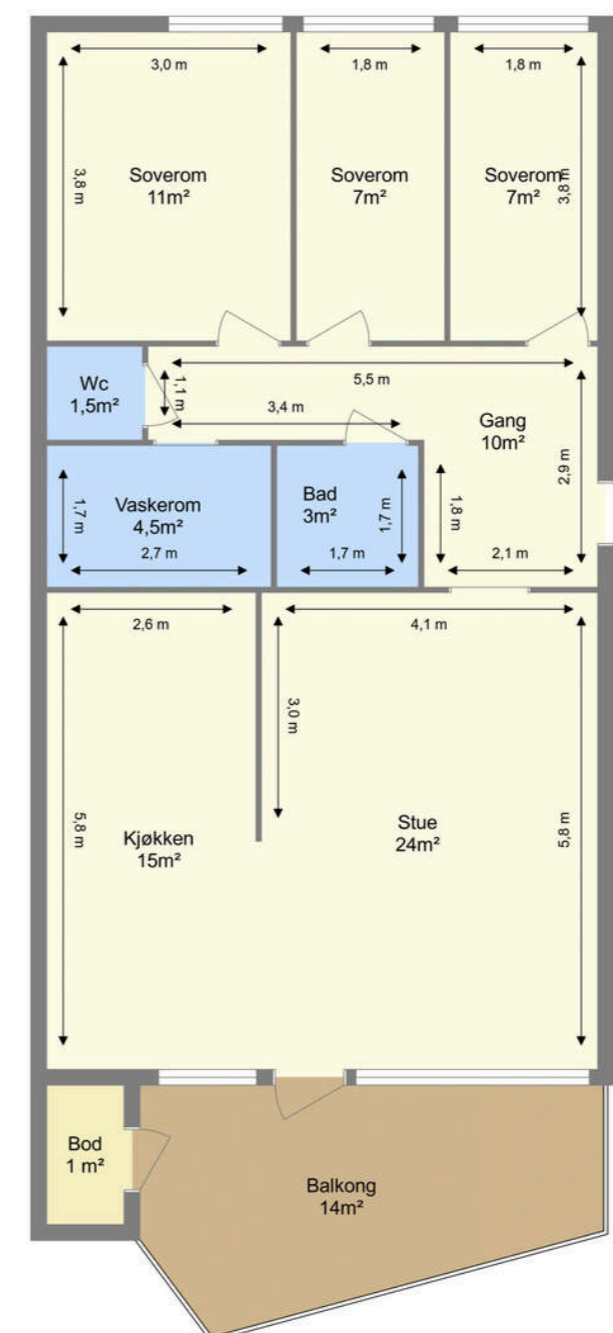 3,0 m
1,8 m
1,8 m
3,8 m
Soverom
11m²
Soverom
7m²
Soverom
7m²
3,8 m
Wc
1,5m²
1,1 m
5,5 m
3,4 m
Gang
10m²
2,9 m
1,7 m
Vaskerom
4,5m²
2,7 m
Bad
3m²
1,7 m
1,7 m
1,8 m
2,1 m
2,6 m
4,1 m
3,0 m
5,8 m
Kjøkken
15m²
Stue
24m²
5,8 m
Bod
1 m²
Balkong
14m²